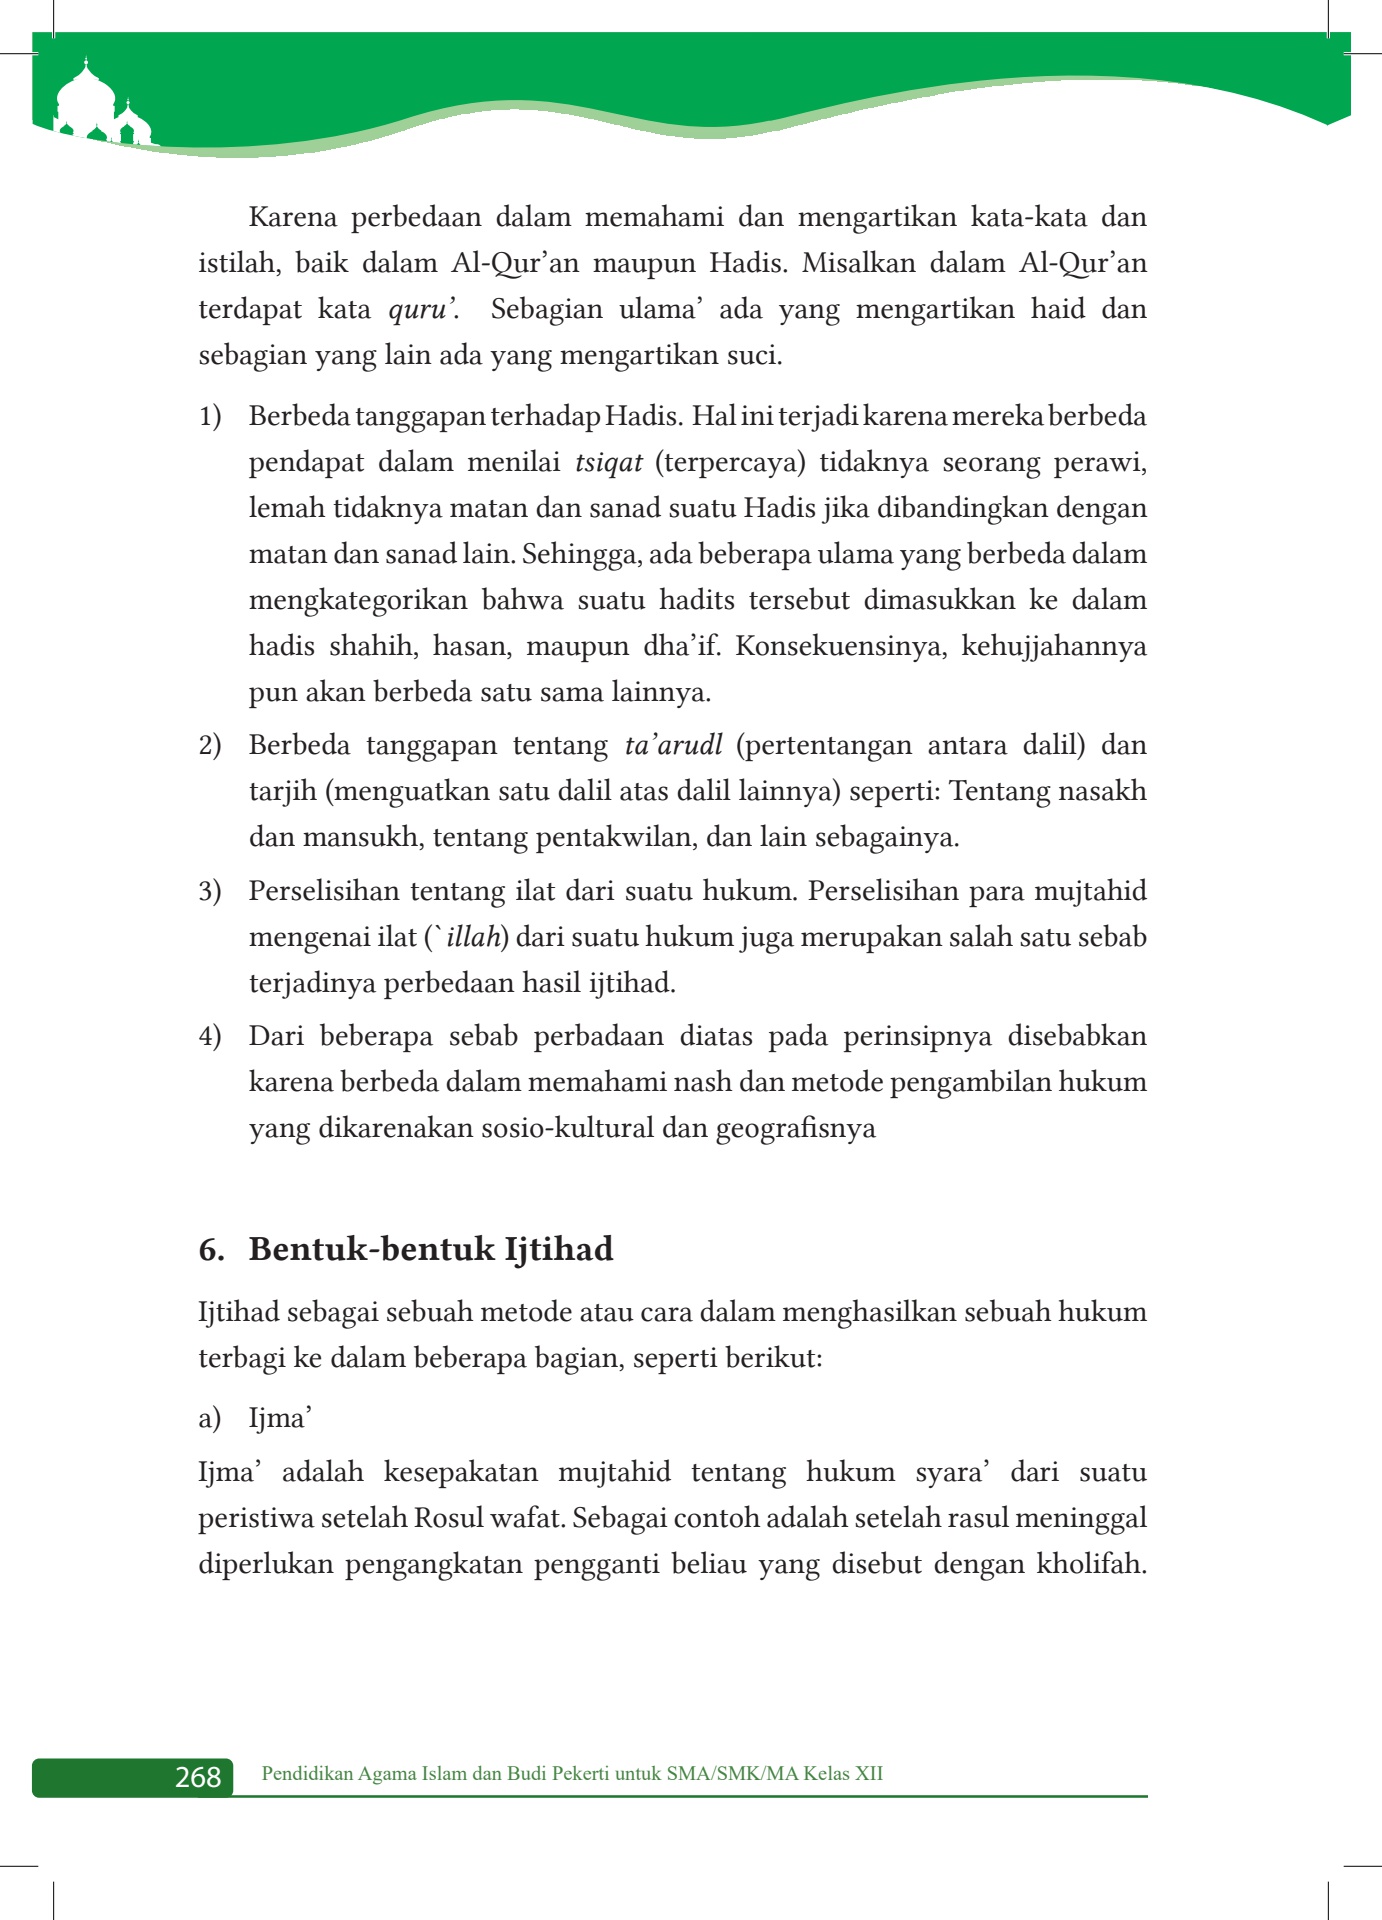 Karena perbedaan dalam memahami dan mengartikan kata-kata dan
istilah, baik dalam Al-Qur’an maupun Hadis. Misalkan dalam Al-Qur’an
terdapat kata quru’. Sebagian ulama’ ada yang mengartikan haid dan
sebagian yang lain ada yang mengartikan suci.
1) Berbeda tanggapan terhadap Hadis. Hal ini terjadi karena mereka berbeda
pendapat dalam menilai tsiqat (terpercaya) tidaknya seorang perawi,
lemah tidaknya matan dan sanad suatu Hadis jika dibandingkan dengan
matan dan sanad lain. Sehingga, ada beberapa ulama yang berbeda dalam
mengkategorikan bahwa suatu hadits tersebut dimasukkan ke dalam
hadis shahih, hasan, maupun dha’if. Konsekuensinya, kehujjahannya
pun akan berbeda satu sama lainnya.
2) Berbeda tanggapan tentang ta’arudl (pertentangan antara dalil) dan
tarjih (menguatkan satu dalil atas dalil lainnya) seperti: Tentang nasakh
dan mansukh, tentang pentakwilan, dan lain sebagainya.
3) Perselisihan tentang ilat dari suatu hukum. Perselisihan para mujtahid
mengenai ilat (`illah) dari suatu hukum juga merupakan salah satu sebab
terjadinya perbedaan hasil ijtihad.
4) Dari beberapa sebab perbadaan diatas pada perinsipnya disebabkan
karena berbeda dalam memahami nash dan metode pengambilan hukum
yang dikarenakan sosio-kultural dan geografisnya
6. Bentuk-bentuk Ijtihad
Ijtihad sebagai sebuah metode atau cara dalam menghasilkan sebuah hukum
terbagi ke dalam beberapa bagian, seperti berikut:
a) Ijma’
Ijma’ adalah kesepakatan mujtahid tentang hukum syara’ dari suatu
peristiwa setelah Rosul wafat. Sebagai contoh adalah setelah rasul meninggal
diperlukan pengangkatan pengganti beliau yang disebut dengan kholifah.
268 Pendidikan Agama Islam dan Budi Pekerti untuk SMA/SMK/MA Kelas XII